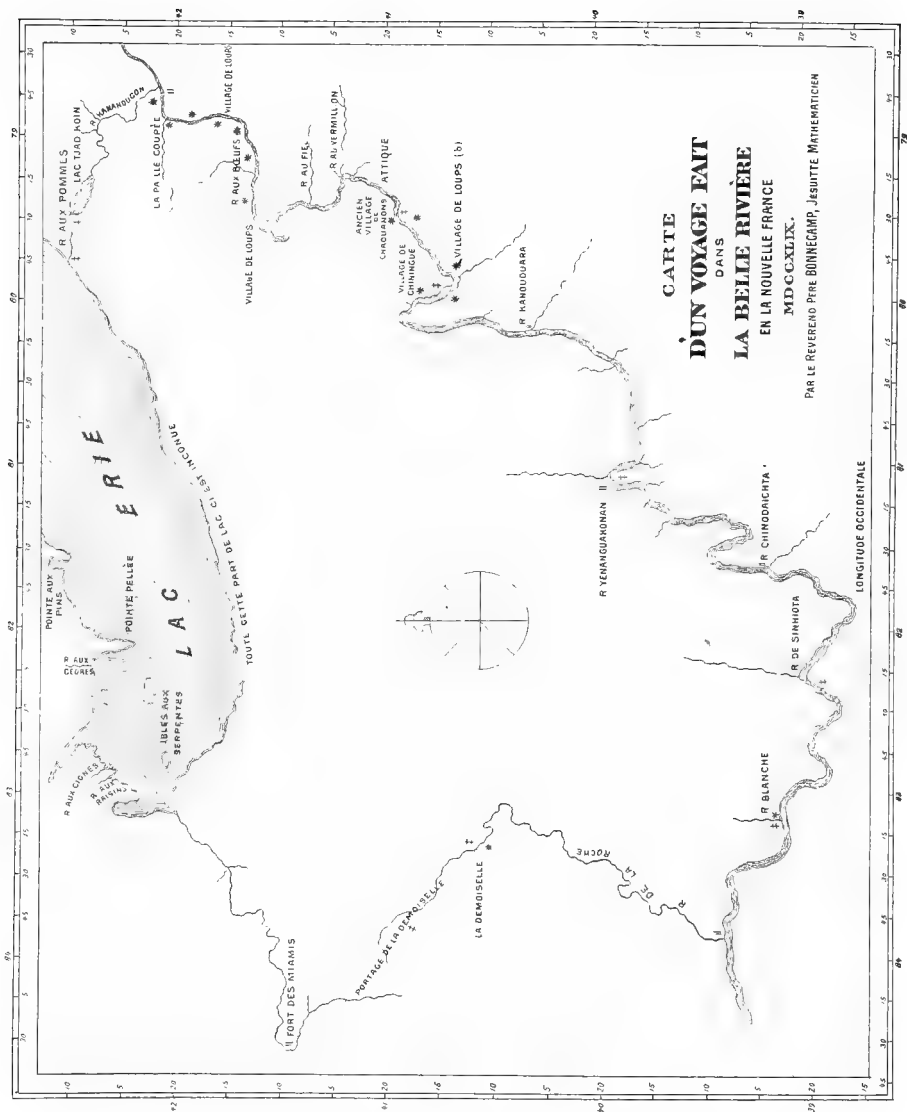 CARTE
D'UN VOYAGE FAIT
DANS
LA BELLE RIVIÈRE
EN LA NOUVELLE FRANCE
MDCCXLIX.
PAR LE REVEREND PERE BONNECAMP, JESUITTE MATHEMATICIEN
LAC ERIE
TOUTE CETTE PART DE LAC CI EST INCONUE
POINTE AUX
PINS
POINTE PELLÉE
R AUX
CEDRES
ISLES AUX
SERPENTES
R AUX CIGNES
R AUX
RAISINS
R AUX POMMES
LAC TJAD KOIN
R KANANOUGON
LA PAILLE COUPÉE
VILLAGE DE LOUPS
R AUX BŒUFS
VILLAGE DE LOUPS
R AU FIEL
R AU VERMILLON
ATTIQUE
ANCIEN
VILLAGE
DE
CHAOUANONS
VILLAGE DE
CHININGUÉ
VILLAGE DE LOUPS (b)
R KANOUOUARA
R YENANGUAKONAN
R CHINODAICHTA
R DE SINHIOTA
R BLANCHE
LONGITUDE OCCIDENTALE
FORT DES MIAMIS
PORTAGE DE LA DEMOISELLE
LA DEMOISELLE
R DE LA ROCHE